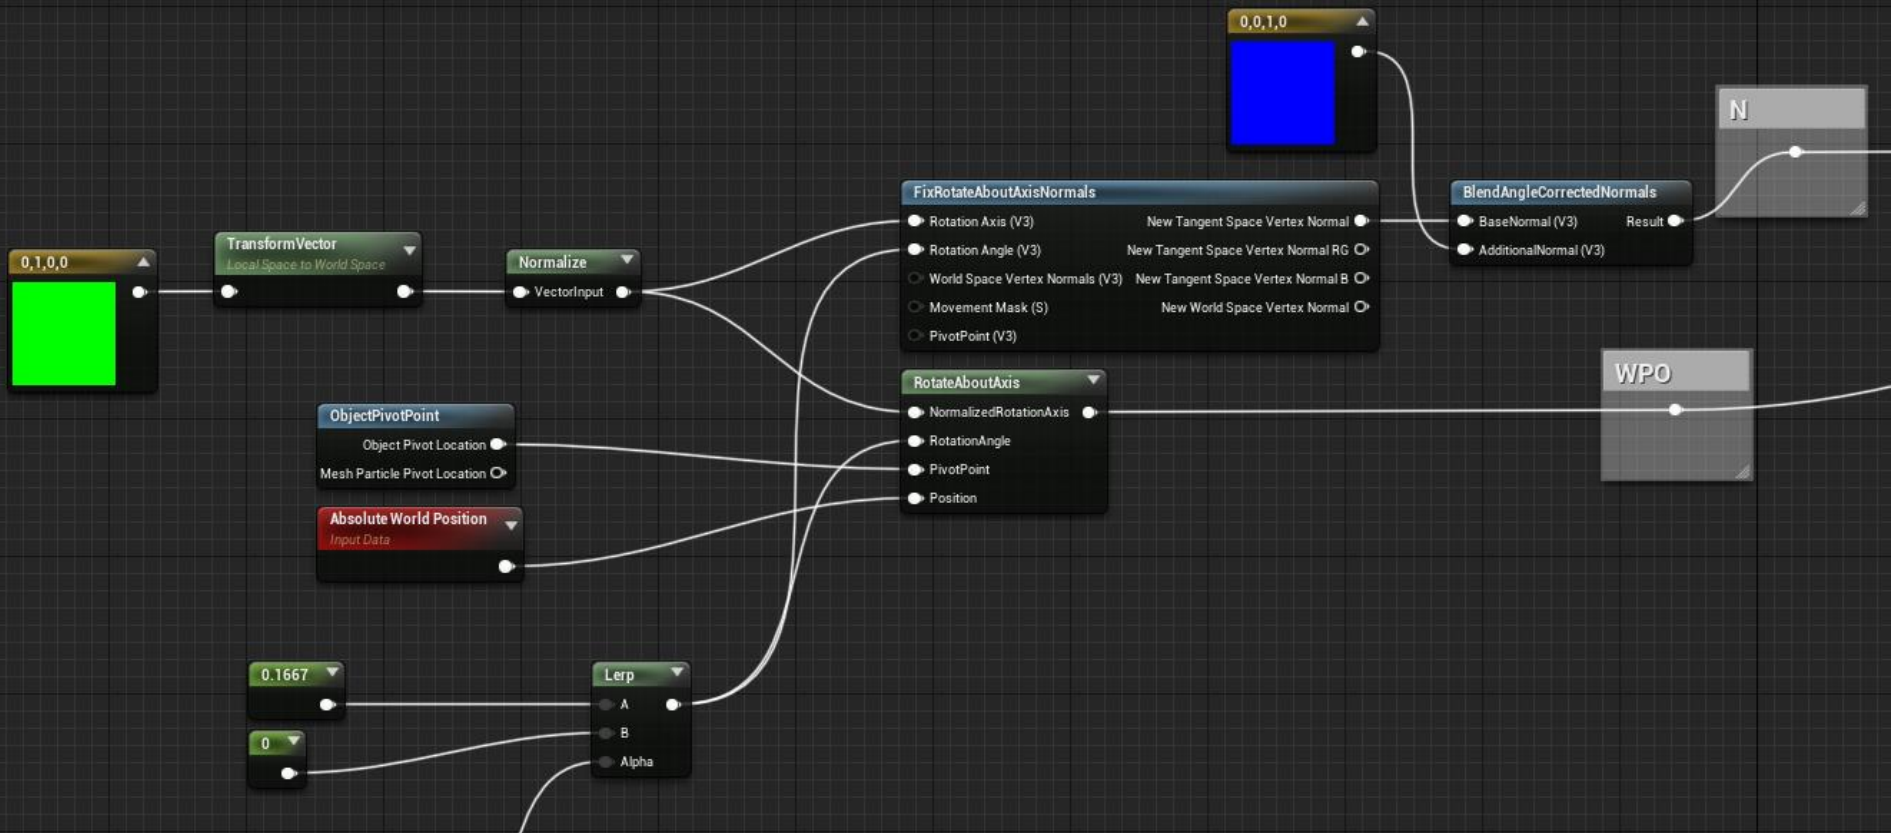 0,0,1,0
N
FixRotateAboutAxisNormals
Rotation Axis (V3)
New Tangent Space Vertex Normal
Rotation Angle (V3)
New Tangent Space Vertex Normal RG
World Space Vertex Normals (V3)
New Tangent Space Vertex Normal B
Movement Mask (S)
New World Space Vertex Normal
PivotPoint (V3)
BlendAngleCorrectedNormals
BaseNormal (V3)
Result
AdditionalNormal (V3)
0,1,0,0
TransformVector
Local Space to World Space
Normalize
VectorInput
WPO
RotateAboutAxis
NormalizedRotationAxis
RotationAngle
PivotPoint
Position
ObjectPivotPoint
Object Pivot Location
Mesh Particle Pivot Location
Absolute World Position
Input Data
0.1667
0
Lerp
A
B
Alpha